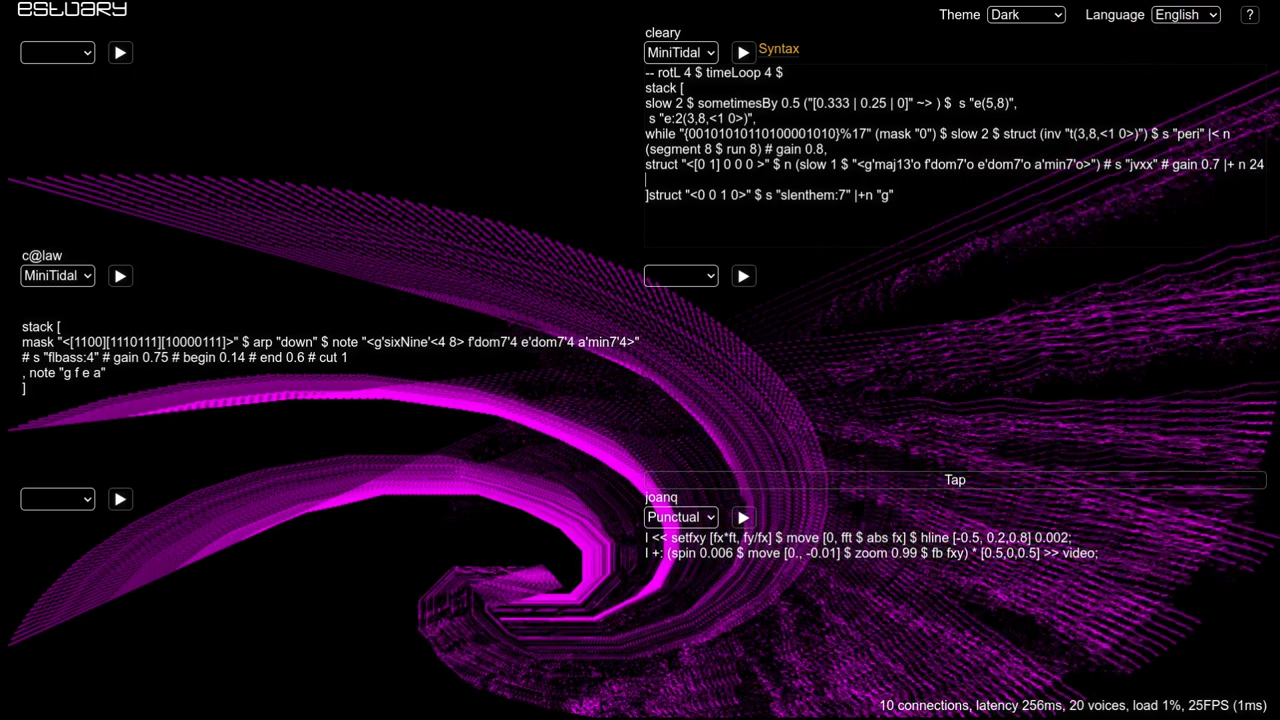 estuary
Theme Dark Language English ?
cleary
MiniTidal Syntax
-- rotL 4 $ timeLoop 4 $
stack [
slow 2 $ sometimesBy 0.5 ("[0.333 | 0.25 | 0]" ~> ) $  s "e(5,8)",
s "e:2(3,8,<1 0>)",
while "{00101010110100001010}%17" (mask "0") $ slow 2 $ struct (inv "t(3,8,<1 0>)") $ s "peri" |< n
(segment 8 $ run 8) # gain 0.8,
struct "<[0 1] 0 0 0 >" $ n (slow 1 $ "<g'maj13'o f'dom7'o e'dom7'o a'min7'o>") # s "jvxx" # gain 0.7 |+ n 24
]struct "<0 0 1 0>" $ s "slenthem:7" |+n "g"
c@law
MiniTidal
stack [
mask "<[1100][1110111][10000111]>" $ arp "down" $ note "<g'sixNine'<4 8> f'dom7'4 e'dom7'4 a'min7'4>"
# s "flbass:4" # gain 0.75 # begin 0.14 # end 0.6 # cut 1
, note "g f e a"
]
Tap
joanq
Punctual
l << setfxy [fx*ft, fy/fx] $ move [0, fft $ abs fx] $ hline [-0.5, 0.2,0.8] 0.002;
l +: (spin 0.006 $ move [0., -0.01] $ zoom 0.99 $ fb fxy) * [0.5,0,0.5] >> video;
10 connections, latency 256ms, 20 voices, load 1%, 25FPS (1ms)